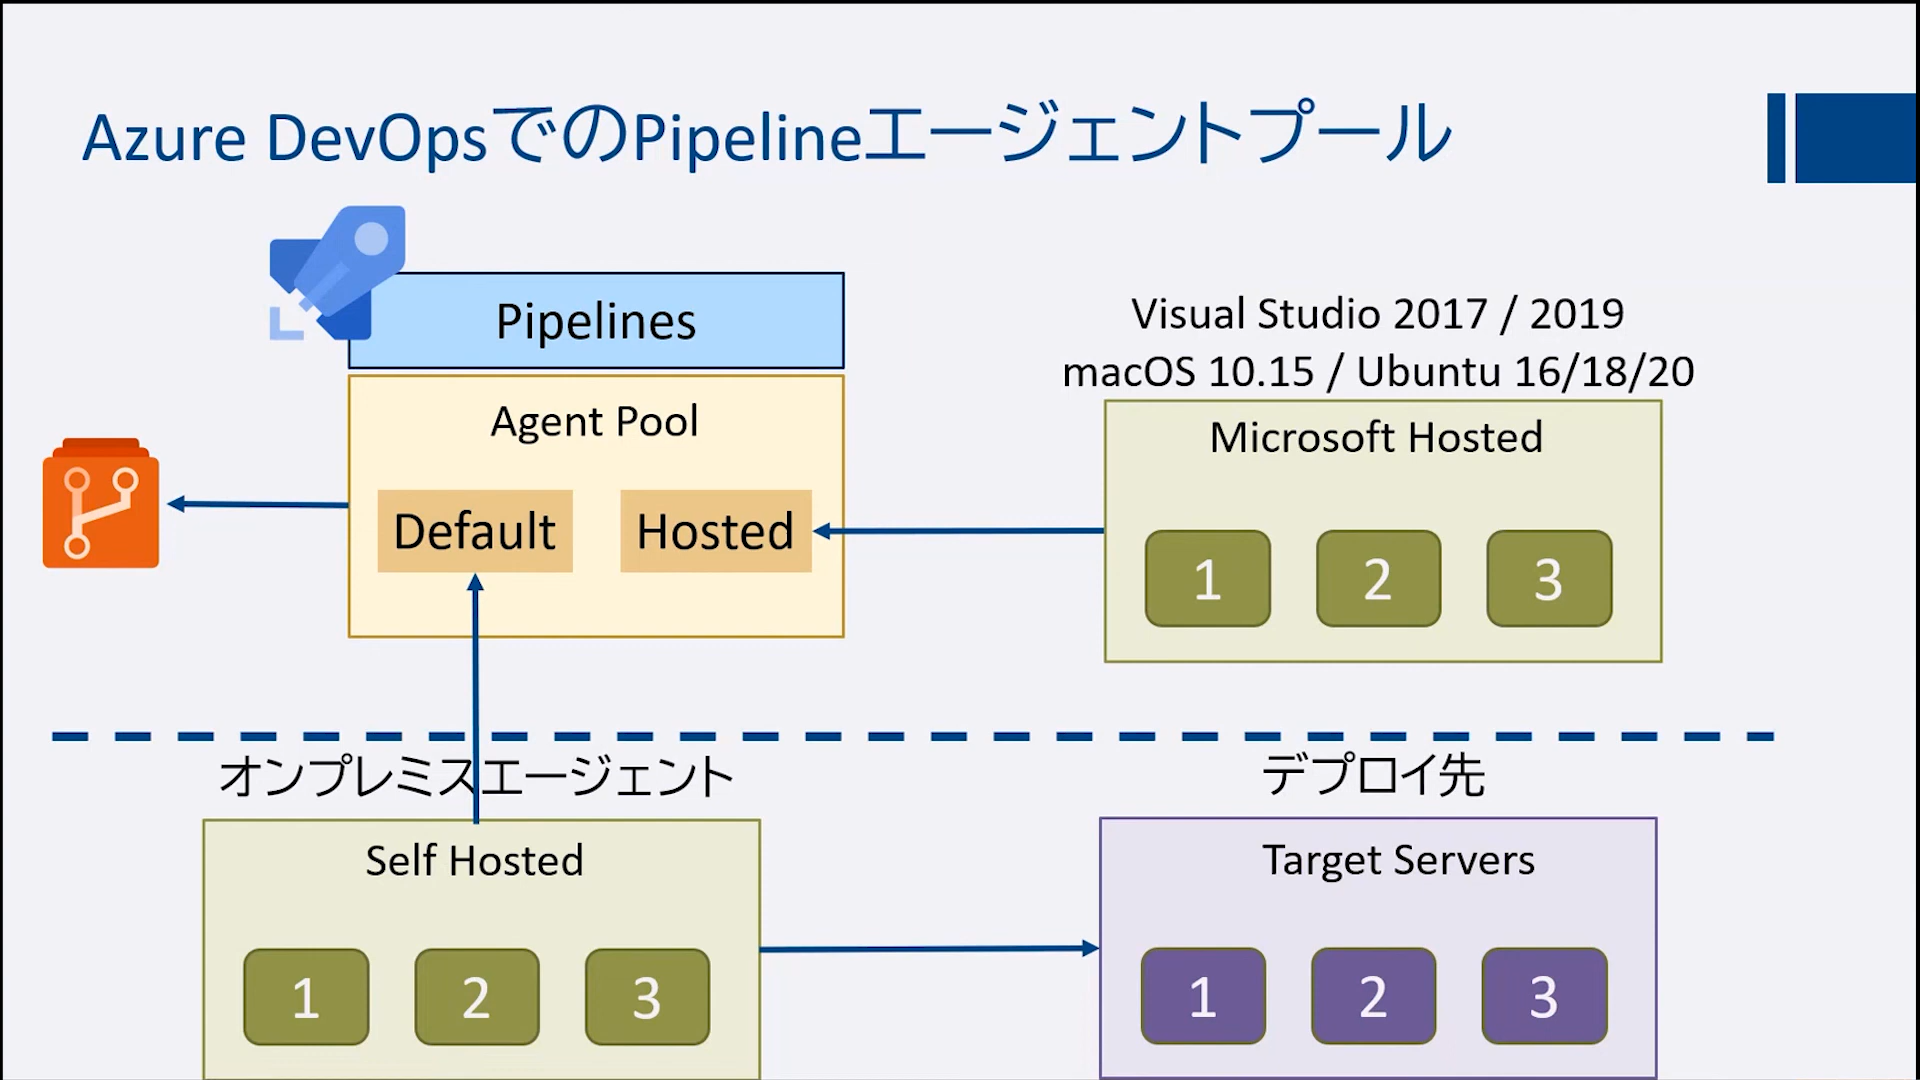 Azure DevOpsでのPipelineエージェントプール
Pipelines
Agent Pool
Default
Hosted
Visual Studio 2017 / 2019
macOS 10.15 / Ubuntu 16/18/20
Microsoft Hosted
1 2 3
オンプレミスエージェント
Self Hosted
1 2 3
デプロイ先
Target Servers
1 2 3